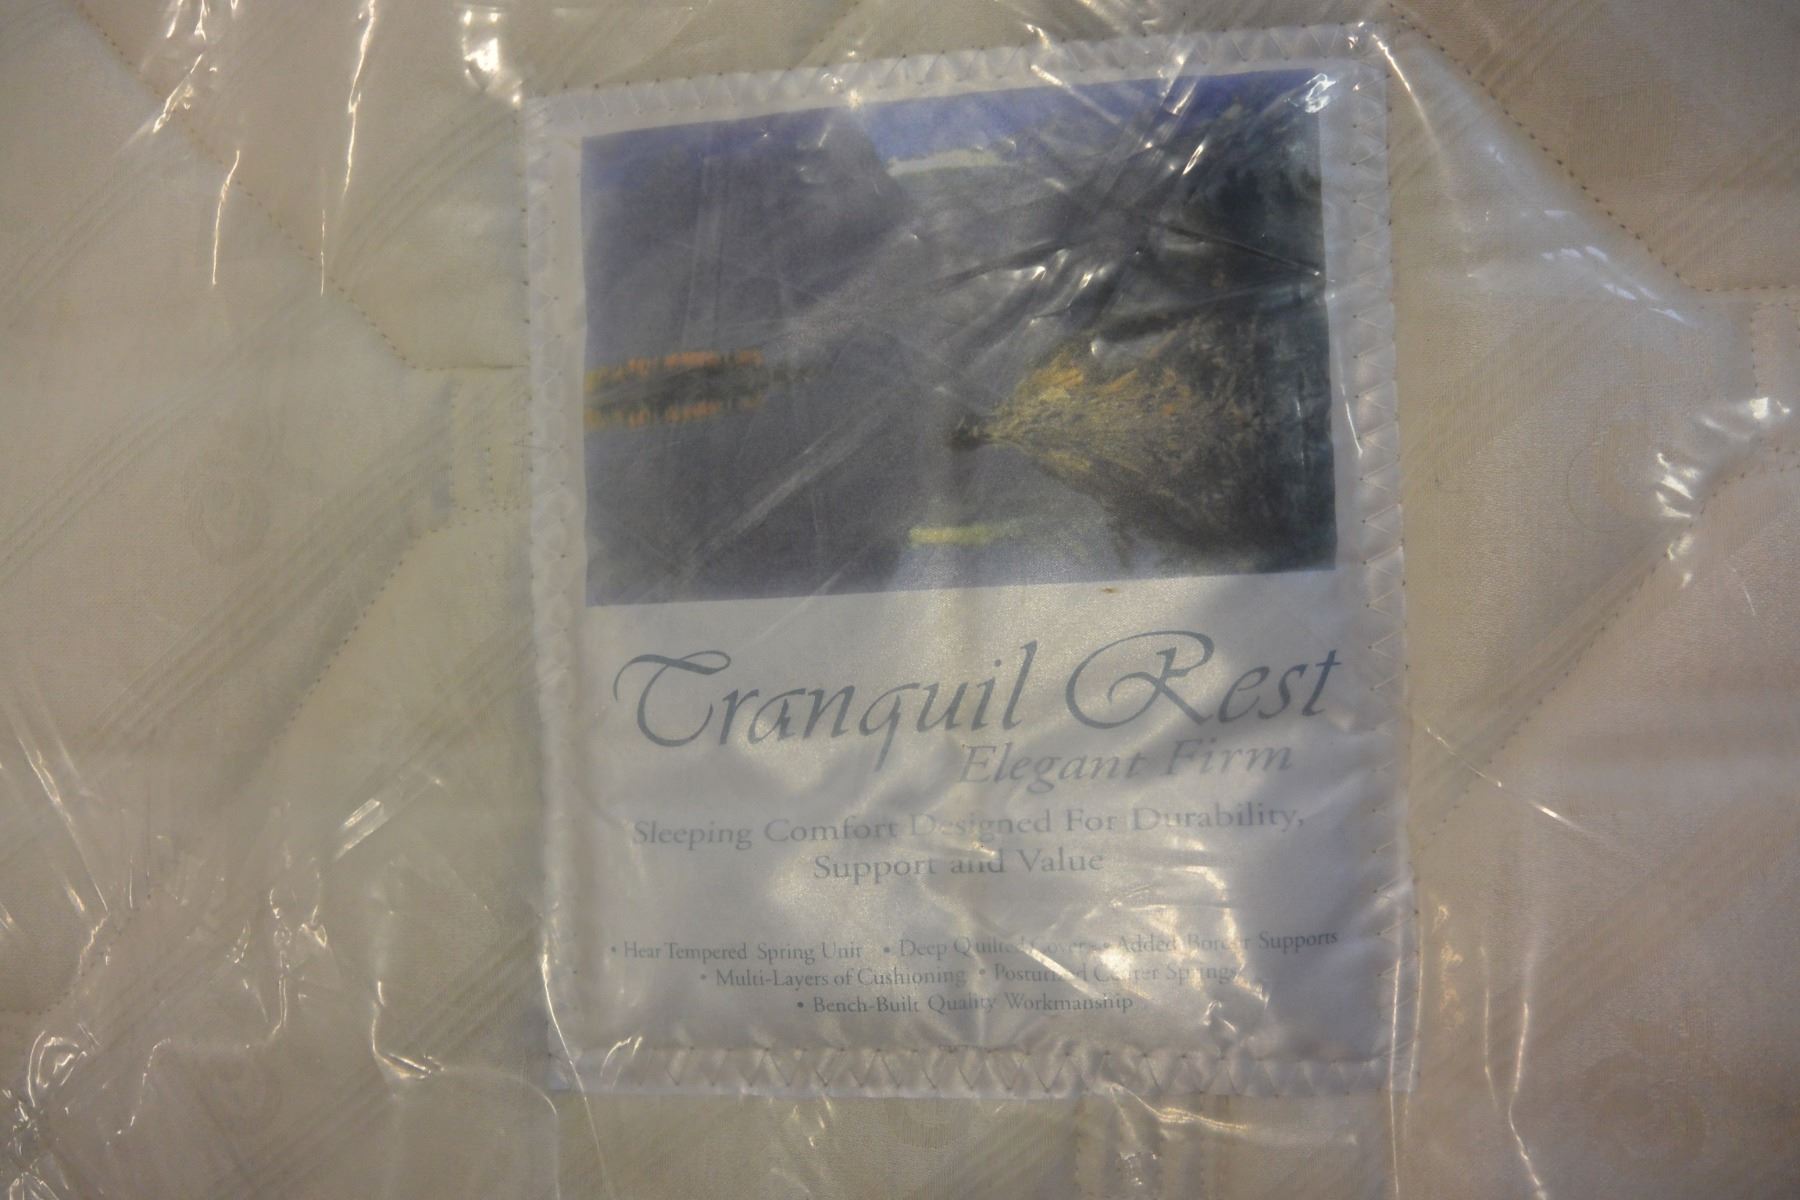 Tranquil Rest
Elegant Firm
Sleeping Comfort Designed For Durability,
Support and Value
• Hear Tempered Spring Unit • Deep Quilted Cover • Added Border Supports
• Multi-Layers of Cushioning • Posturized Center Springs
• Bench-Built Quality Workmanship